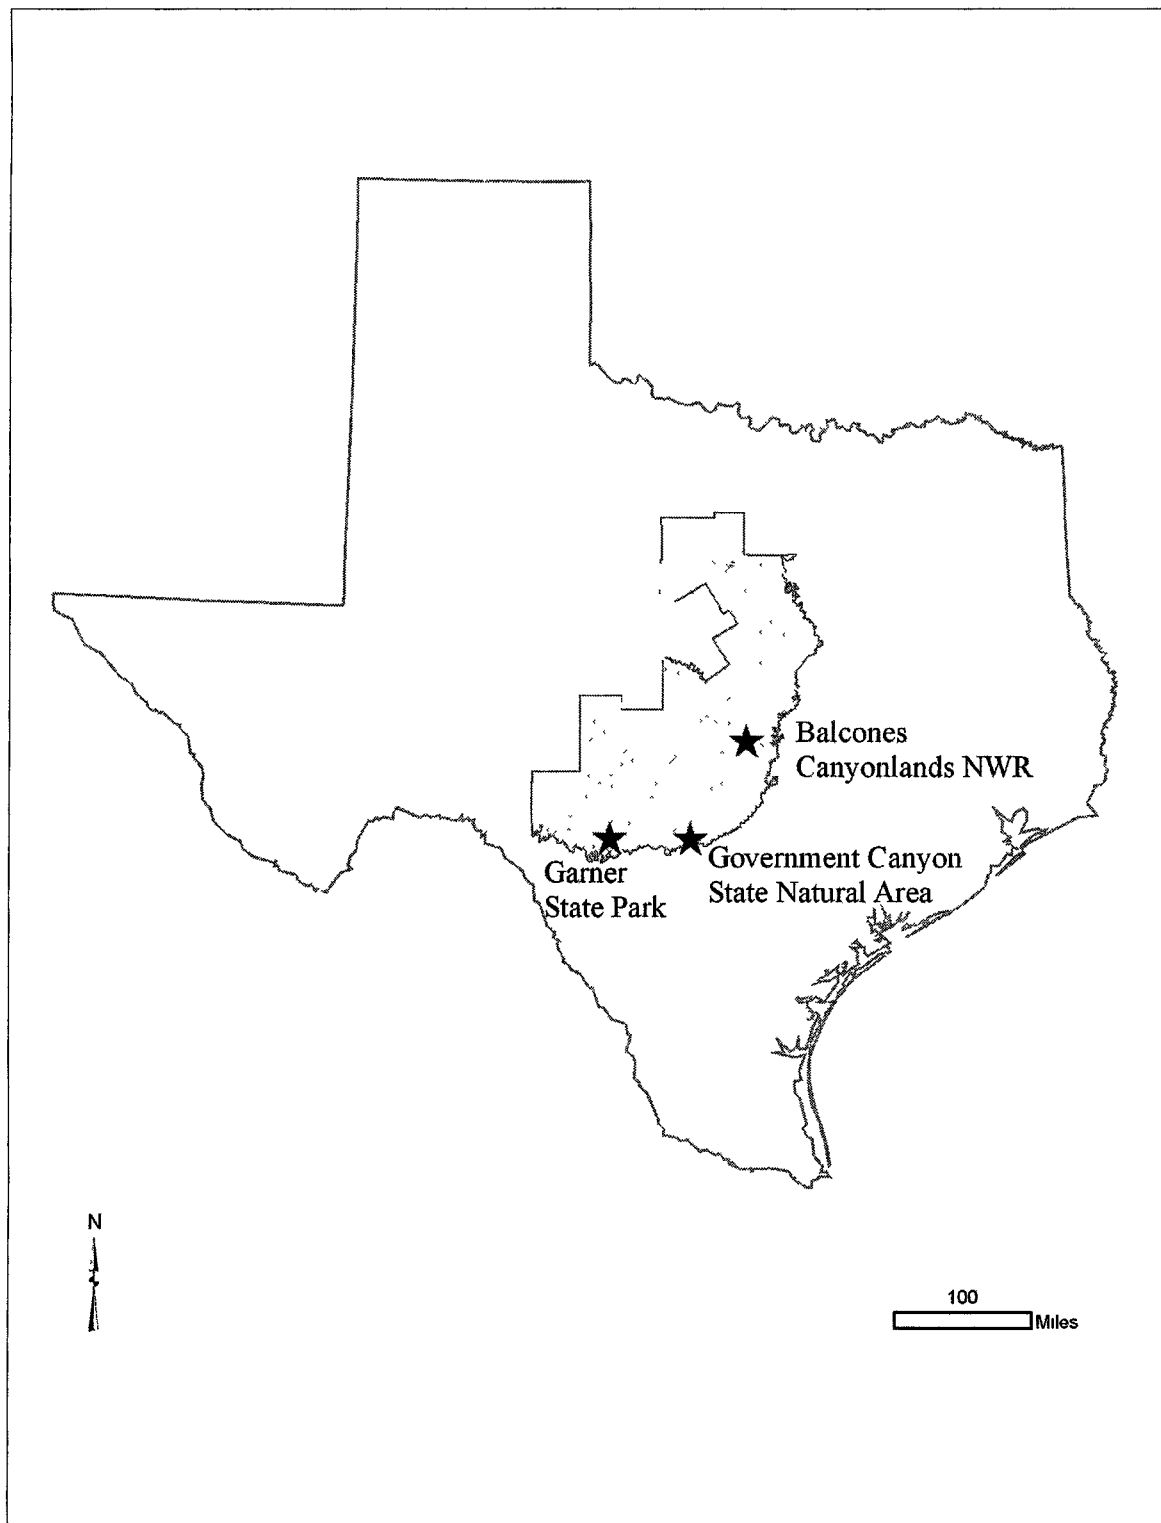 Balcones
Canyonlands NWR
Government Canyon
State Natural Area
Garner
State Park
N
100
Miles